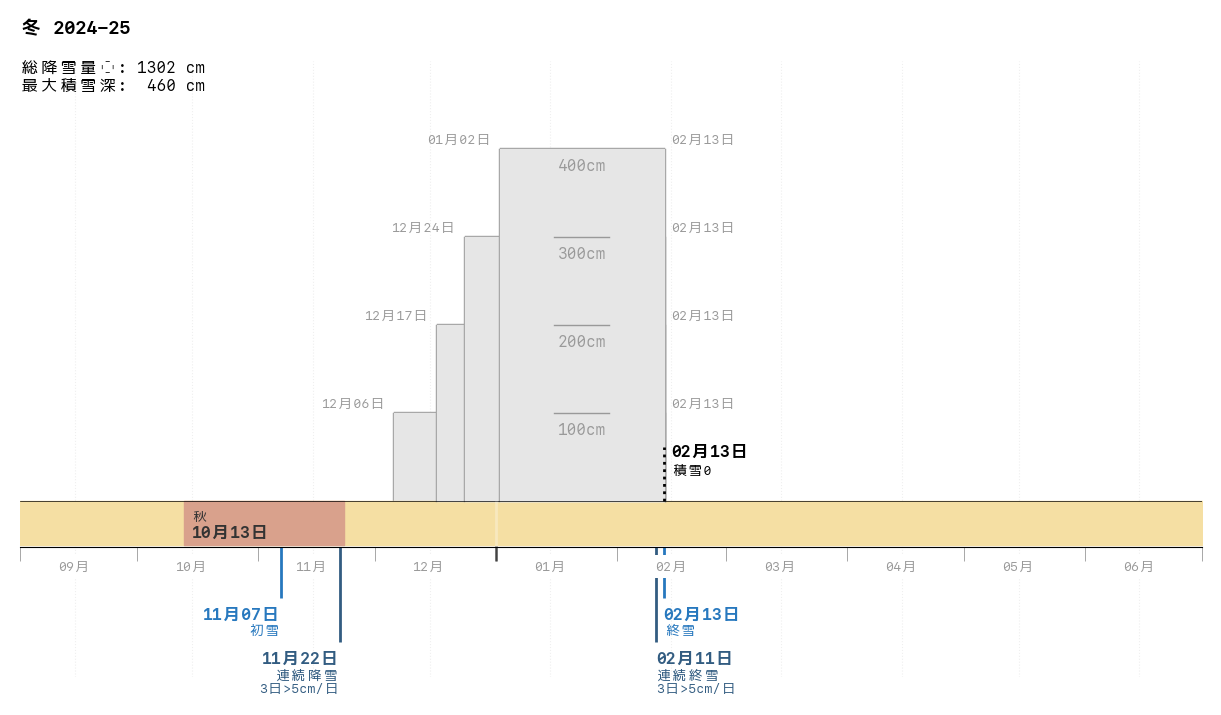 冬 2024–25
総降雪量: 1302 cm
最大積雪深: 460 cm
01月02日
02月13日
400cm
12月24日
02月13日
300cm
12月17日
02月13日
200cm
12月06日
02月13日
100cm
02月13日
積雪0
秋
10月13日
09月
10月
11月
12月
01月
02月
03月
04月
05月
06月
11月07日
初雪
02月13日
終雪
11月22日
連続降雪
3日>5cm/日
02月11日
連続終雪
3日>5cm/日